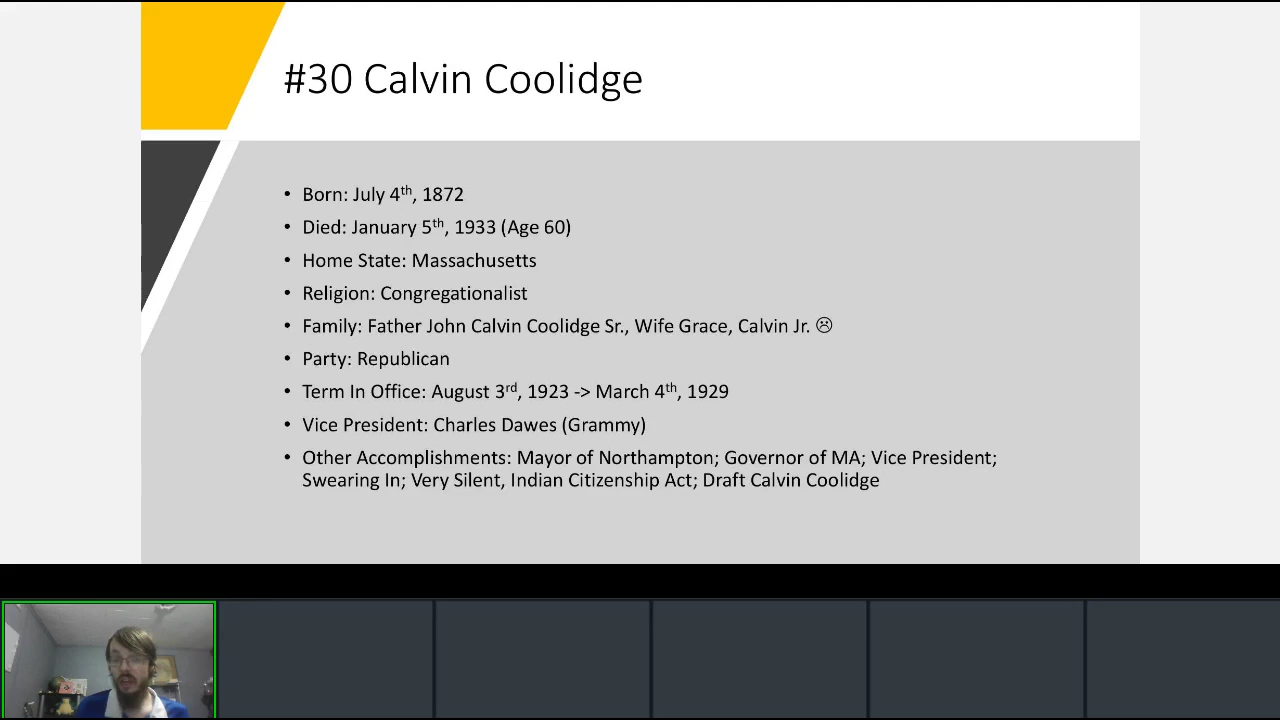 #30 Calvin Coolidge
• Born: July 4th, 1872
• Died: January 5th, 1933 (Age 60)
• Home State: Massachusetts
• Religion: Congregationalist
• Family: Father John Calvin Coolidge Sr., Wife Grace, Calvin Jr. ☹
• Party: Republican
• Term In Office: August 3rd, 1923 -> March 4th, 1929
• Vice President: Charles Dawes (Grammy)
• Other Accomplishments: Mayor of Northampton; Governor of MA; Vice President;
Swearing In; Very Silent, Indian Citizenship Act; Draft Calvin Coolidge